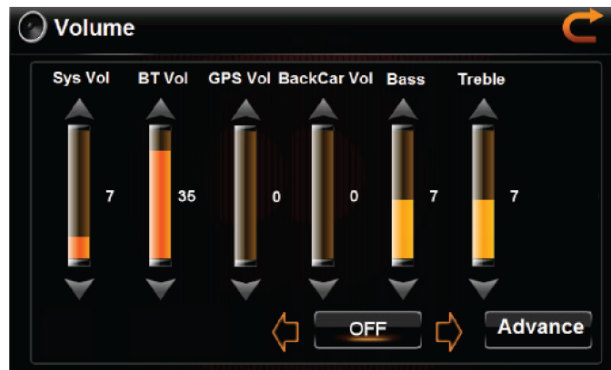 Volume
Sys Vol BT Vol GPS Vol BackCar Vol Bass Treble
7 35 0 0 7 7
OFF Advance